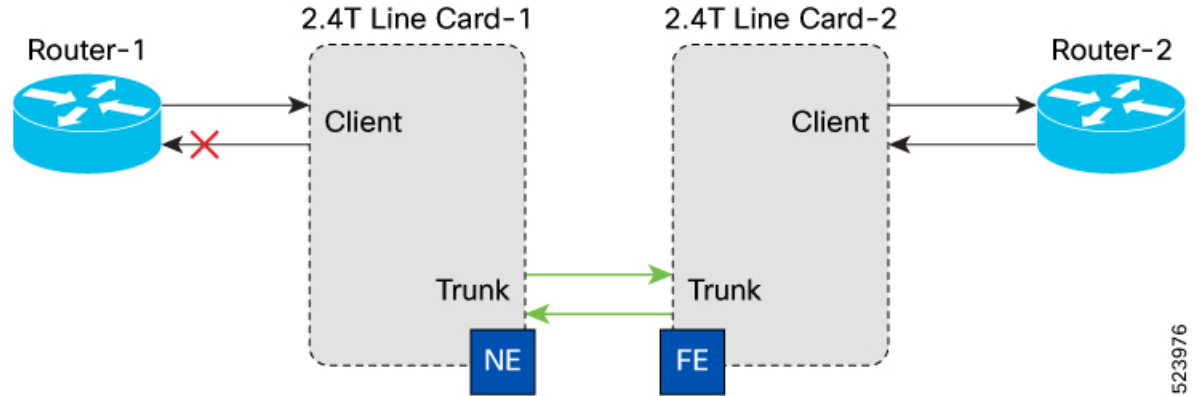 2.4T Line Card-1
2.4T Line Card-2
Router-1
Router-2
Client
Client
Trunk
Trunk
NE
FE
523976